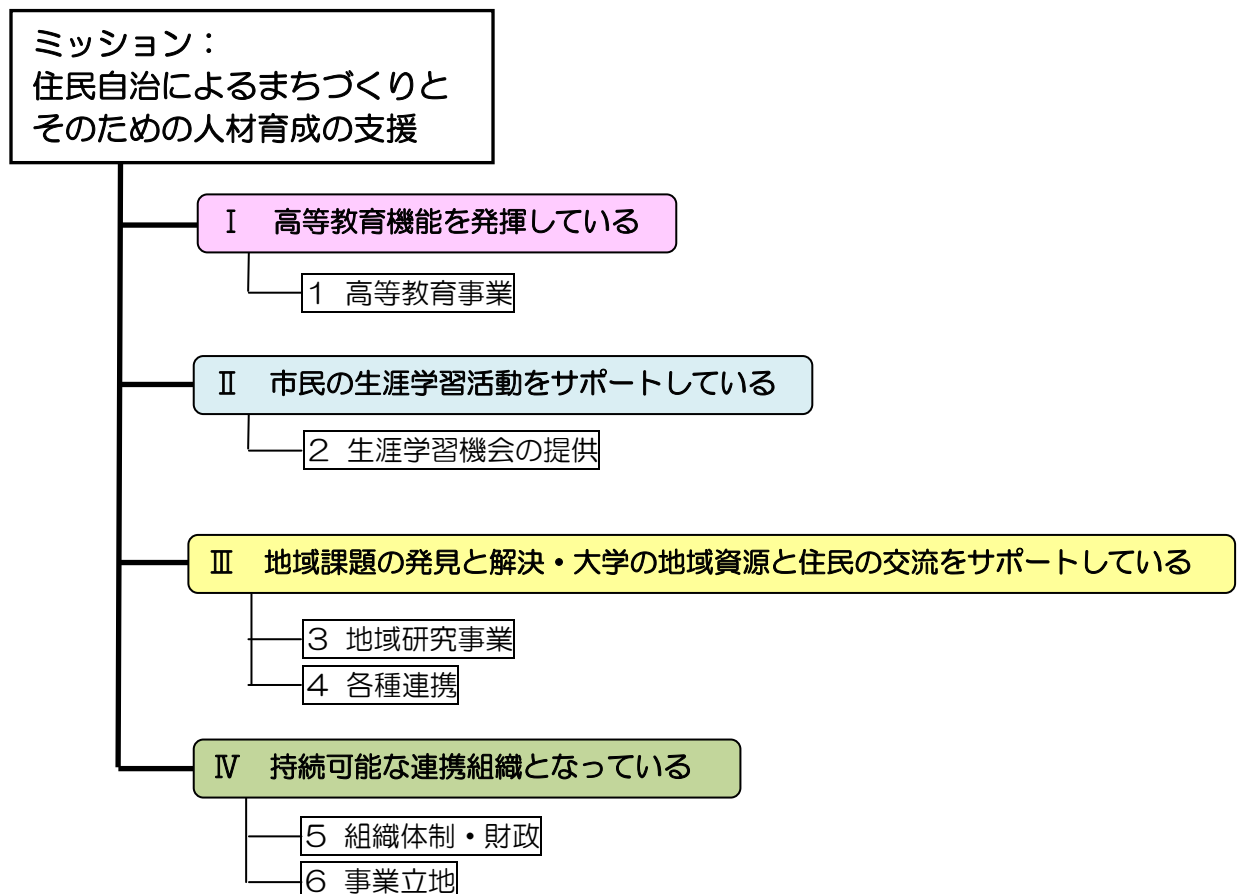 ミッション：
住民自治によるまちづくりと
そのための人材育成の支援
Ⅰ　高等教育機能を発揮している
１ 高等教育事業
Ⅱ　市民の生涯学習活動をサポートしている
２ 生涯学習機会の提供
Ⅲ　地域課題の発見と解決・大学の地域資源と住民の交流をサポートしている
３ 地域研究事業
４ 各種連携
Ⅳ　持続可能な連携組織となっている
５ 組織体制・財政
６ 事業立地